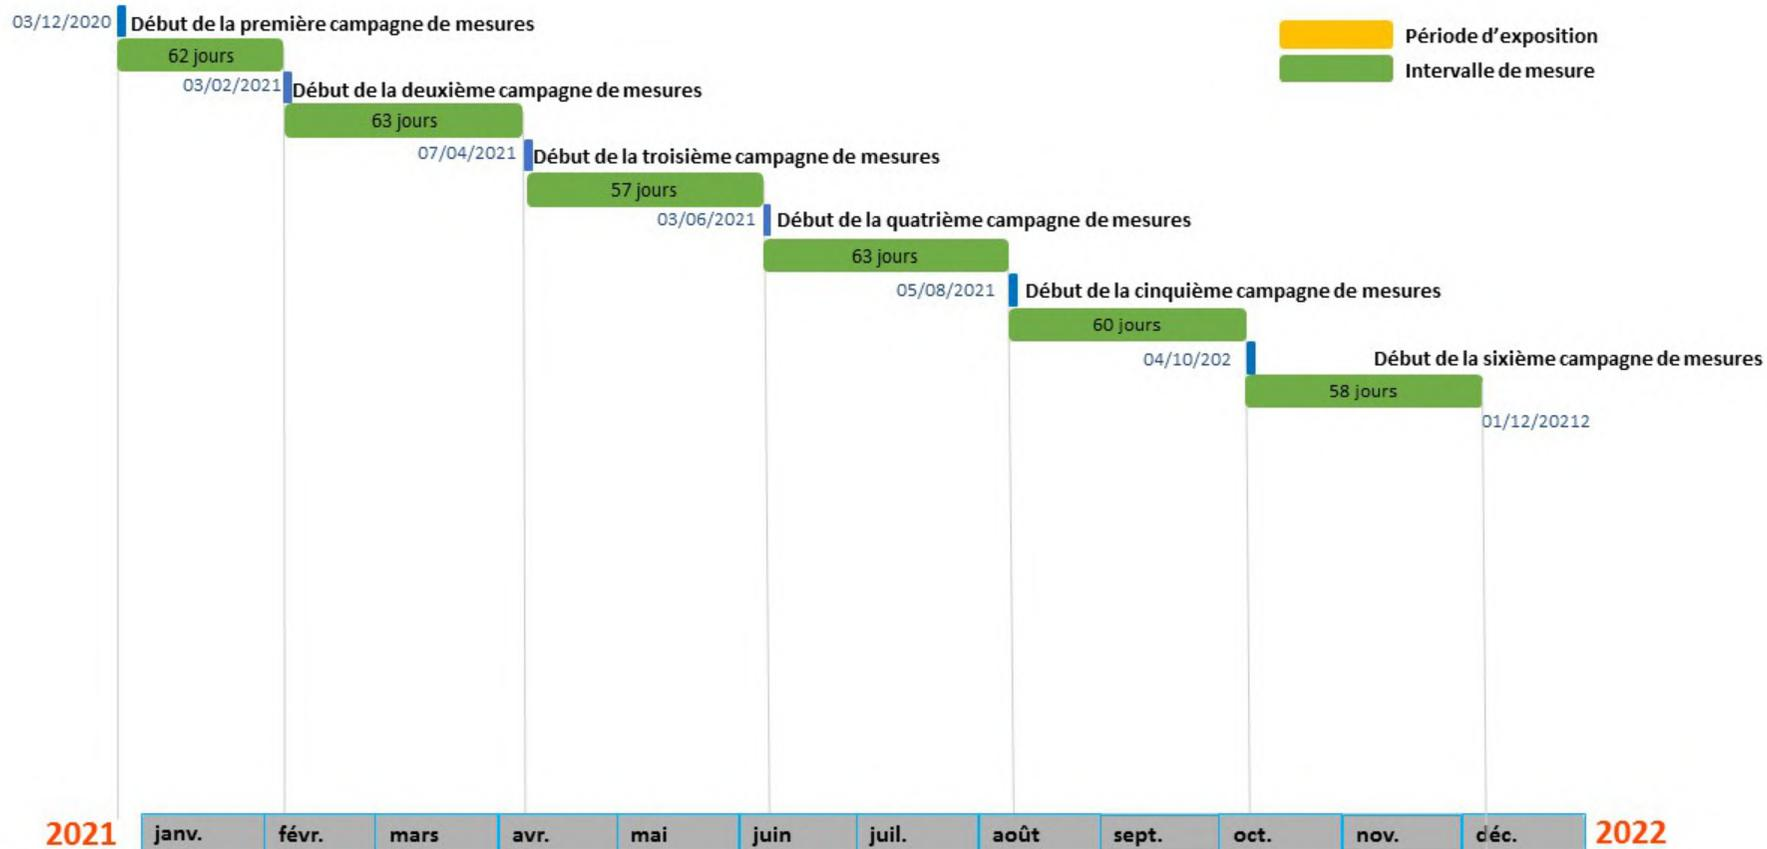 03/12/2020 Début de la première campagne de mesures
Période d'exposition
62 jours
Intervalle de mesure
03/02/2021 Début de la deuxième campagne de mesures
63 jours
07/04/2021 Début de la troisième campagne de mesures
57 jours
03/06/2021 Début de la quatrième campagne de mesures
63 jours
05/08/2021 Début de la cinquième campagne de mesures
60 jours
04/10/202 Début de la sixième campagne de mesures
58 jours
01/12/20212
2021 janv. févr. mars avr. mai juin juil. août sept. oct. nov. déc. 2022